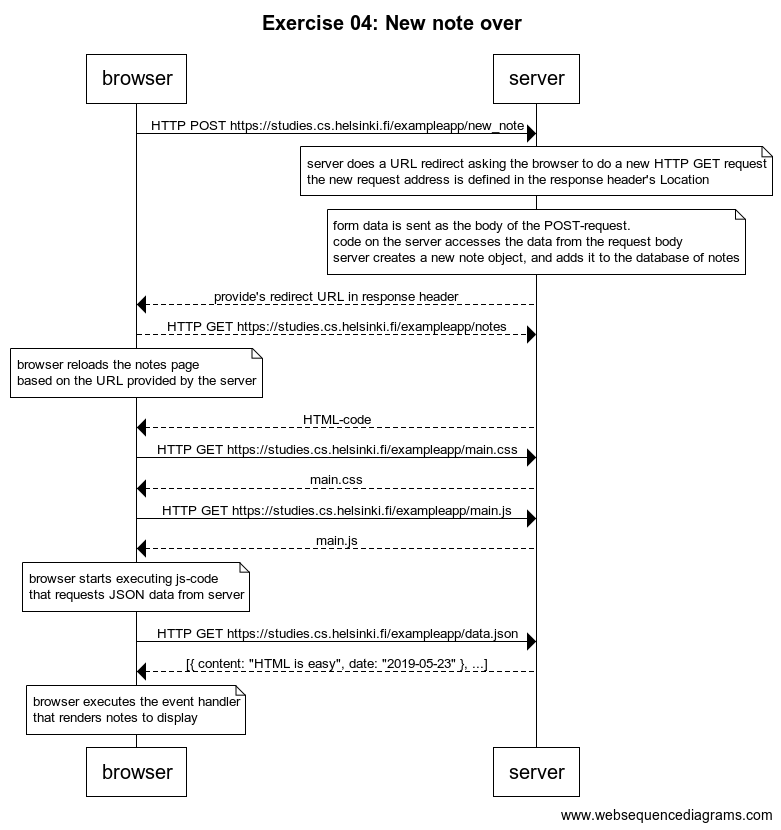 Exercise 04: New note over
browser
server
HTTP POST https://studies.cs.helsinki.fi/exampleapp/new_note
server does a URL redirect asking the browser to do a new HTTP GET request
the new request address is defined in the response header's Location
form data is sent as the body of the POST-request.
code on the server accesses the data from the request body
server creates a new note object, and adds it to the database of notes
provide's redirect URL in response header
HTTP GET https://studies.cs.helsinki.fi/exampleapp/notes
browser reloads the notes page
based on the URL provided by the server
HTML-code
HTTP GET https://studies.cs.helsinki.fi/exampleapp/main.css
main.css
HTTP GET https://studies.cs.helsinki.fi/exampleapp/main.js
main.js
browser starts executing js-code
that requests JSON data from server
HTTP GET https://studies.cs.helsinki.fi/exampleapp/data.json
[{ content: "HTML is easy", date: "2019-05-23" }, ...]
browser executes the event handler
that renders notes to display
browser
server
www.websequencediagrams.com